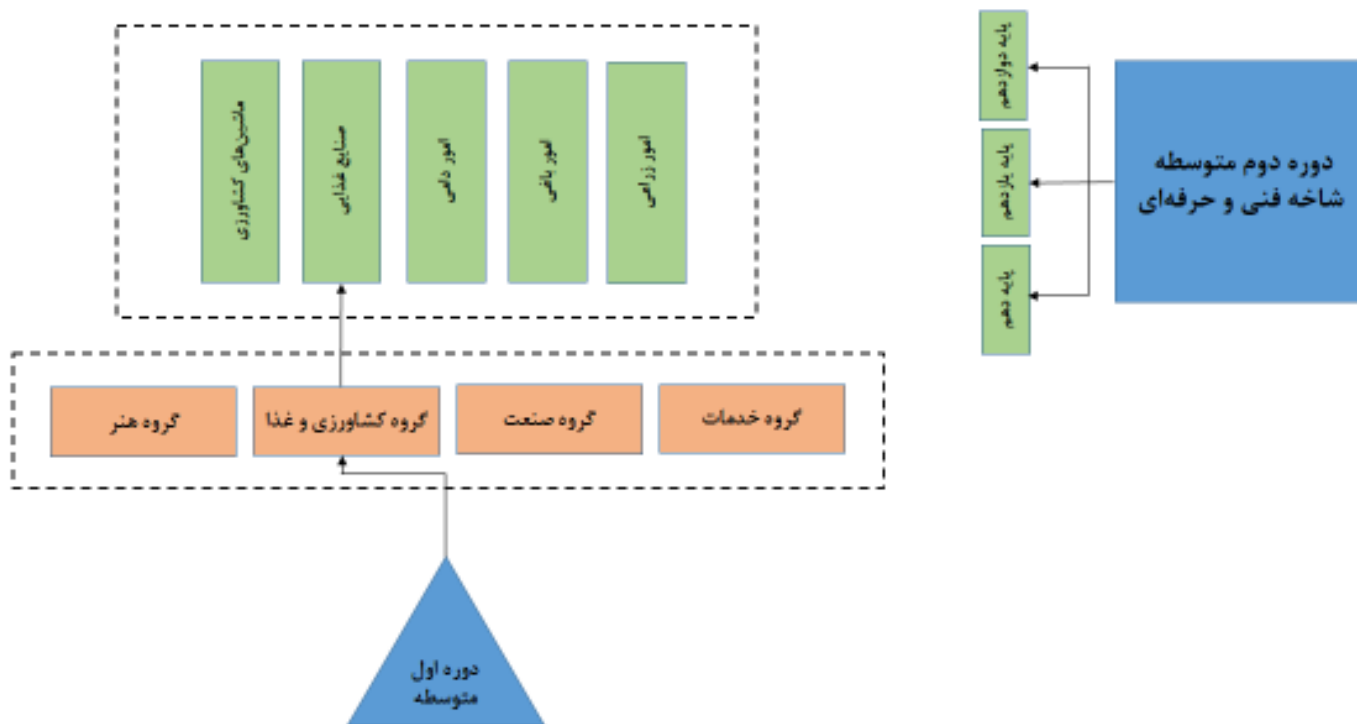 پایه دوازدهم
پایه یازدهم
پایه دهم
دوره دوم متوسطه
شاخه فنی و حرفه‌ای
امور زراعی
امور باغی
امور دامی
صنایع غذایی
ماشین‌های کشاورزی
گروه خدمات
گروه صنعت
گروه کشاورزی و غذا
گروه هنر
دوره اول
متوسطه